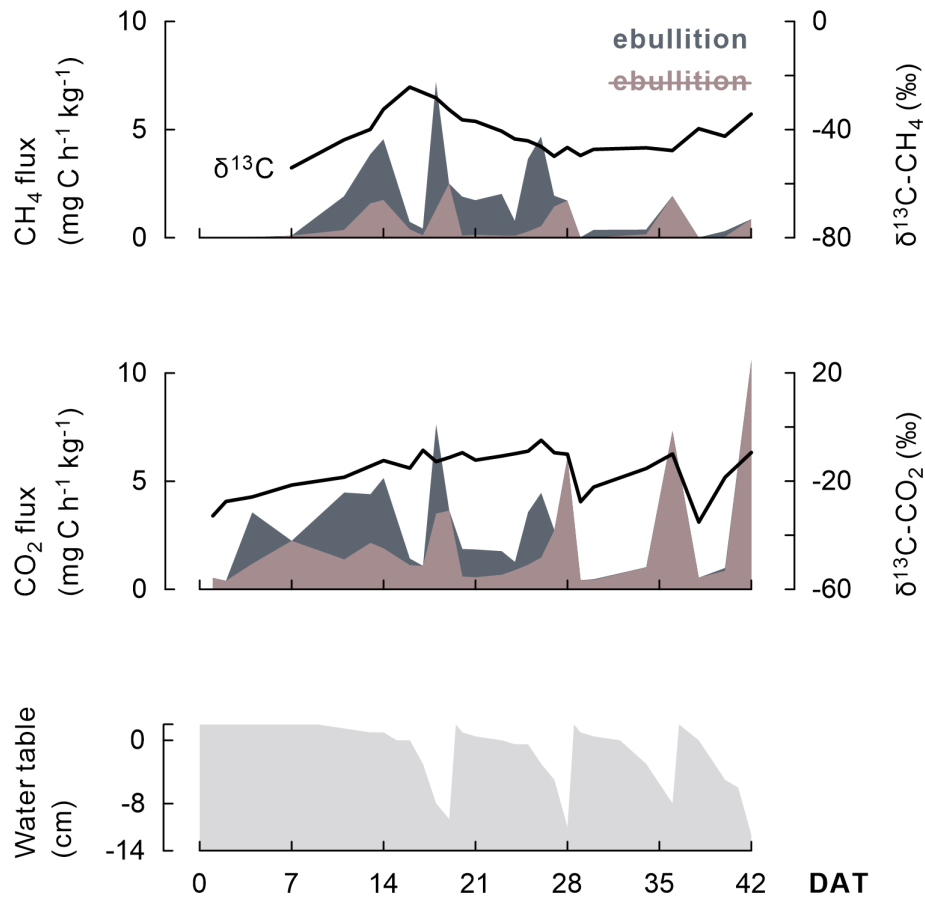 10
5
0
CH₄ flux
(mg C h⁻¹ kg⁻¹)
δ¹³C
ebullition
ebullition
0
-40
-80
δ¹³C-CH₄ (‰)
10
5
0
CO₂ flux
(mg C h⁻¹ kg⁻¹)
20
-20
-60
δ¹³C-CO₂ (‰)
0
-8
-14
Water table
(cm)
0 7 14 21 28 35 42 DAT